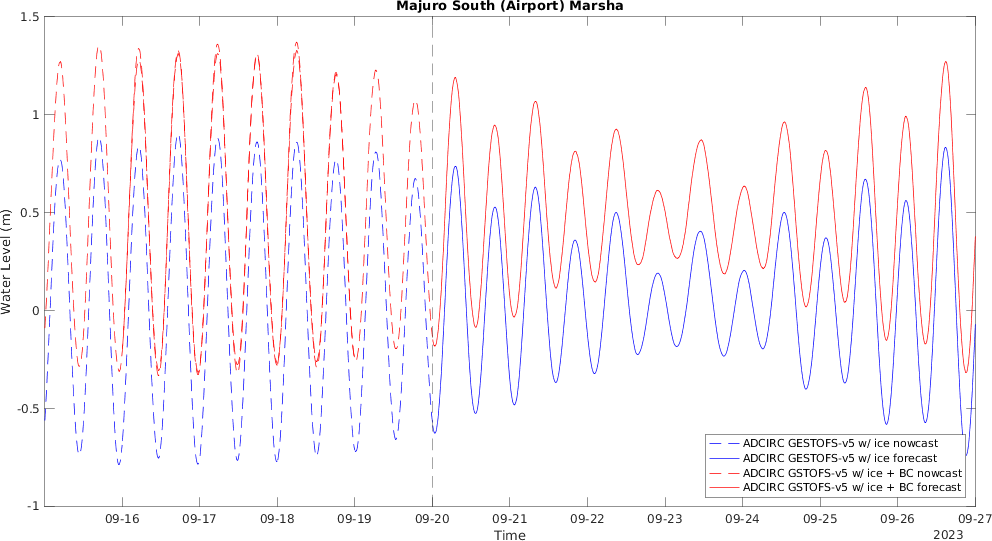 Majuro South (Airport) Marsha
1.5
1
0.5
0
-0.5
-1
Water Level (m)
ADCIRC GESTOFS-v5 w/ ice nowcast
ADCIRC GESTOFS-v5 w/ ice forecast
ADCIRC GSTOFS-v5 w/ ice + BC nowcast
ADCIRC GSTOFS-v5 w/ ice + BC forecast
09-16 09-17 09-18 09-19 09-20 09-21 09-22 09-23 09-24 09-25 09-26 09-27
Time
2023